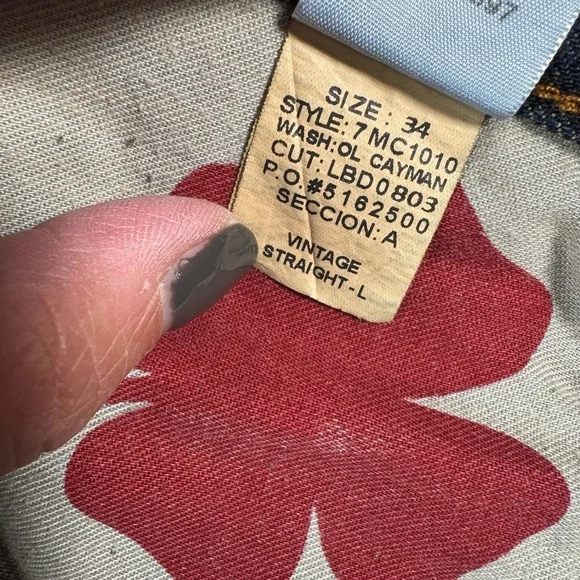 SIZE: 34
STYLE: 7MC1010
WASH:OL CAYMAN
CUT: LBD0803
P.O.#5162500
SECCION: A
VINTAGE
STRAIGHT-L